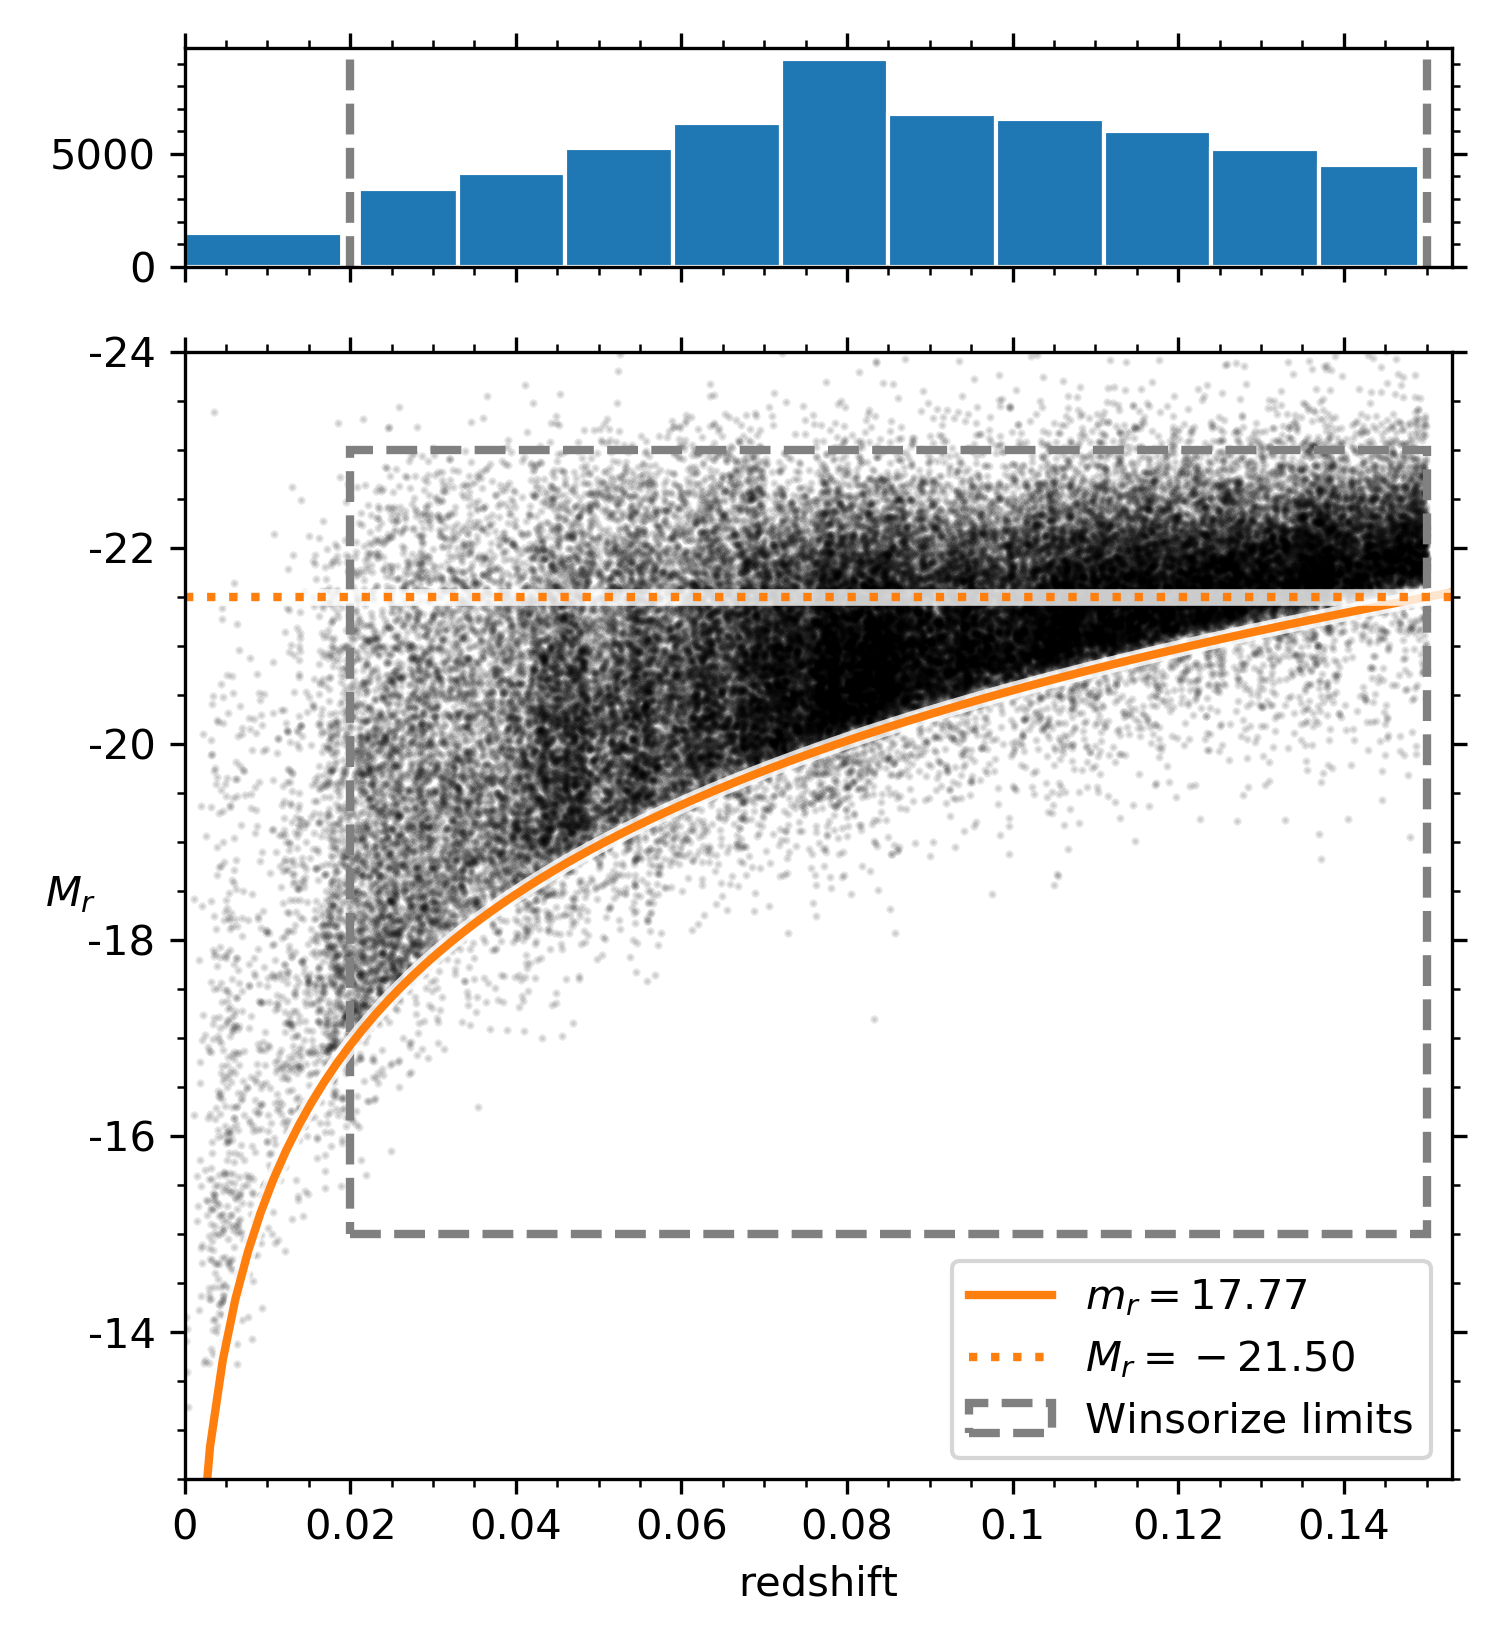 5000
0
-24
-22
-20
M_r
-18
-16
-14
m_r = 17.77
M_r = − 21.50
Winsorize limits
0 0.02 0.04 0.06 0.08 0.1 0.12 0.14
redshift